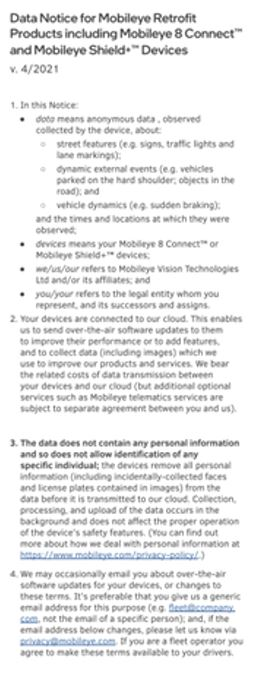 Data Notice for Mobileye Retrofit
Products including Mobileye 8 Connect™
and Mobileye Shield+™ Devices
v. 4/2021
1. In this Notice:
• data means anonymous data , observed
collected by the device, about:
○ street features (e.g. signs, traffic lights and
lane markings);
○ dynamic external events (e.g. vehicles
parked on the hard shoulder; objects in the
road); and
○ vehicle dynamics (e.g. sudden braking);
and the times and locations at which they were
observed;
• devices means your Mobileye 8 Connect™ or
Mobileye Shield+™ devices;
• we/us/our refers to Mobileye Vision Technologies
Ltd and/or its affiliates; and
• you/your refers to the legal entity whom you
represent, and its successors and assigns.
2. Your devices are connected to our cloud. This enables
us to send over-the-air software updates to them
to improve their performance or to add features,
and to collect data (including images) which we
use to improve our products and services. We bear
the related costs of data transmission between
your devices and our cloud (but additional optional
services such as Mobileye telematics services are
subject to separate agreement between you and us).
3. The data does not contain any personal information
and so does not allow identification of any
specific individual; the devices remove all personal
information (including incidentally-collected faces
and license plates contained in images) from the
data before it is transmitted to our cloud. Collection,
processing, and upload of the data occurs in the
background and does not affect the proper operation
of the device's safety features. (You can find out
more about how we deal with personal information at
https://www.mobileye.com/privacy-policy/.)
4. We may occasionally email you about over-the-air
software updates for your devices, or changes to
these terms. It's preferable that you give us a generic
email address for this purpose (e.g. fleet@company.
com, not the email of a specific person); and, if the
email address below changes, please let us know via
privacy@mobileye.com. If you are a fleet operator you
agree to make these terms available to your drivers.